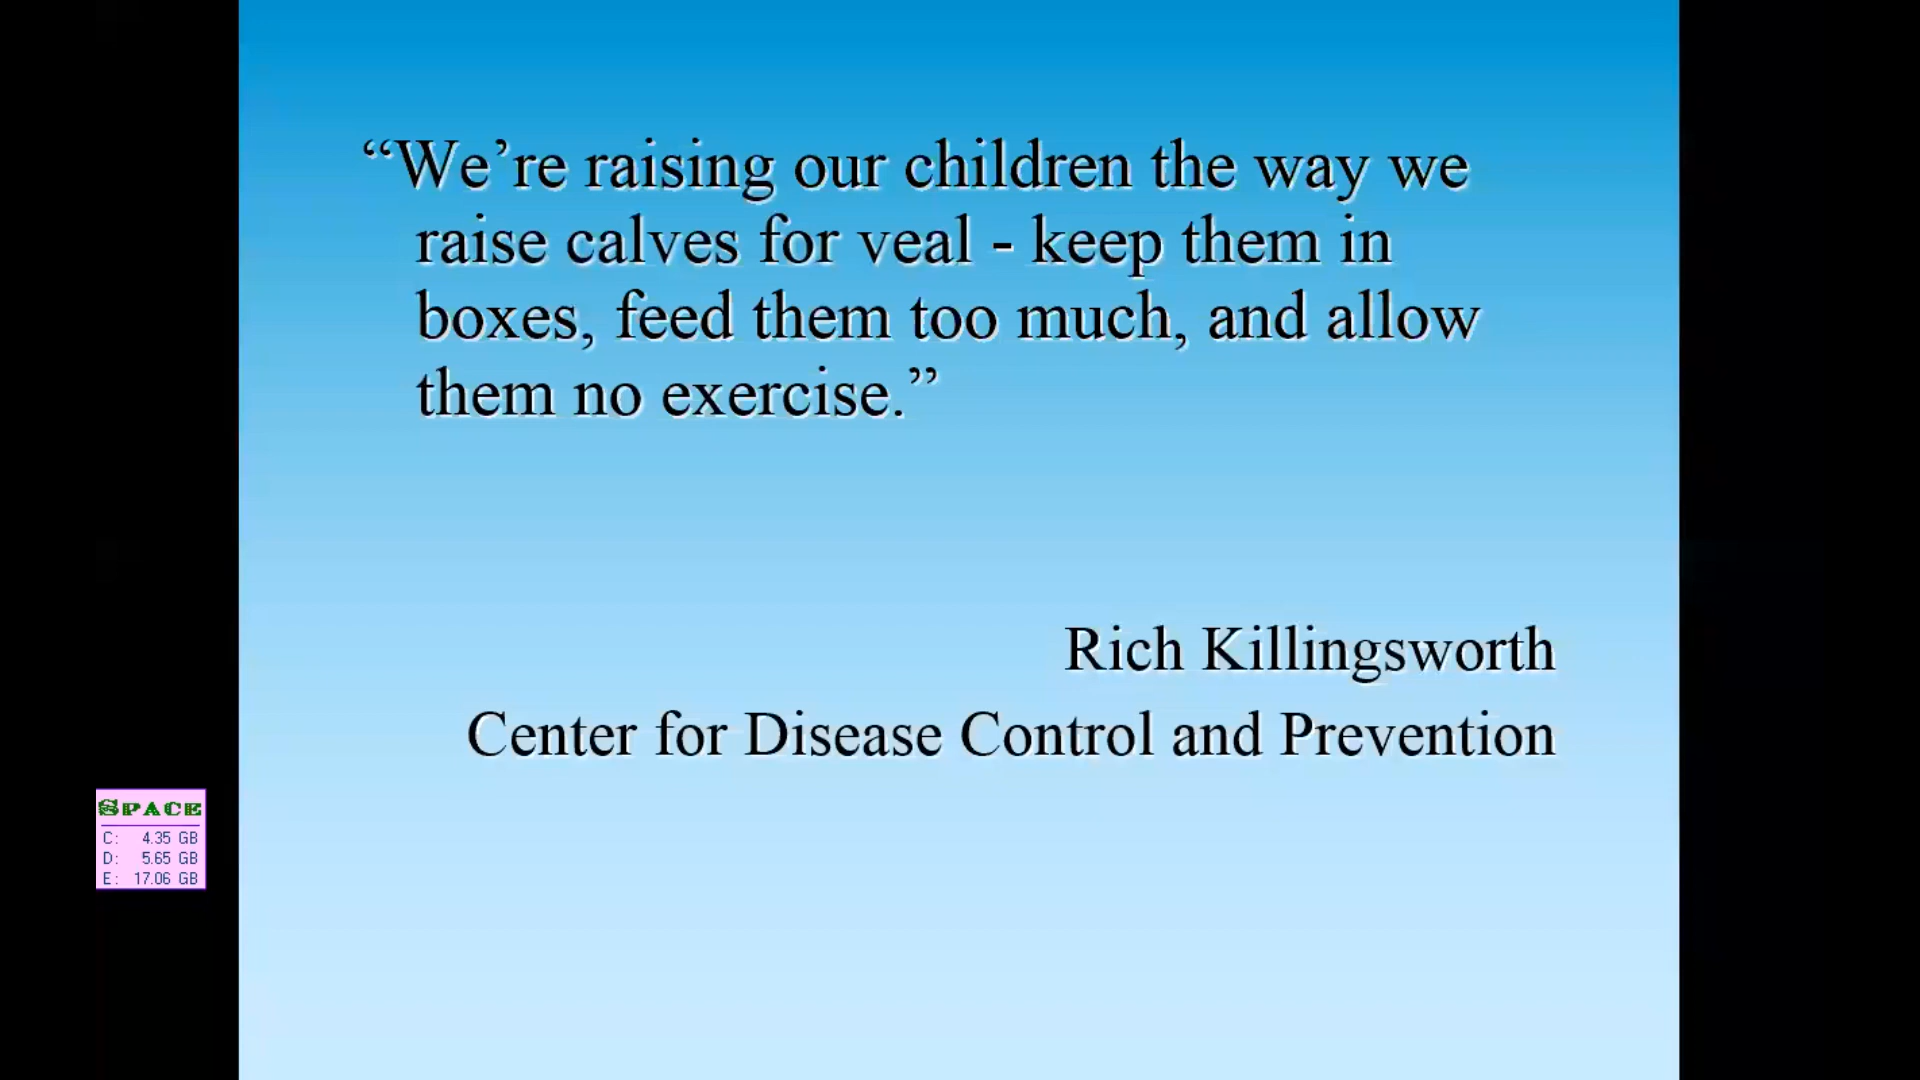 “We’re raising our children the way we
raise calves for veal - keep them in
boxes, feed them too much, and allow
them no exercise.”
Rich Killingsworth
Center for Disease Control and Prevention
SPACE
C: 4.35 GB
D: 5.65 GB
E: 17.06 GB